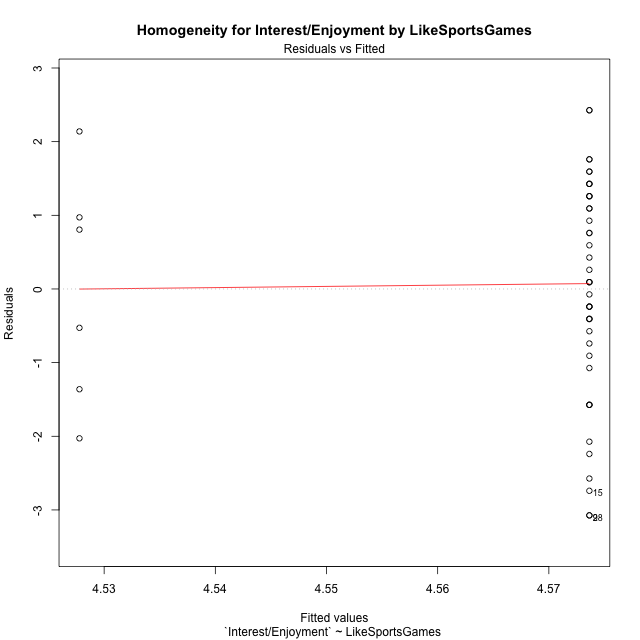 Homogeneity for Interest/Enjoyment by LikeSportsGames
Residuals vs Fitted
3
2
1
0
-1
-2
-3
Residuals
15
4.53
4.54
4.55
4.56
4.57
Fitted values
`Interest/Enjoyment` ~ LikeSportsGames